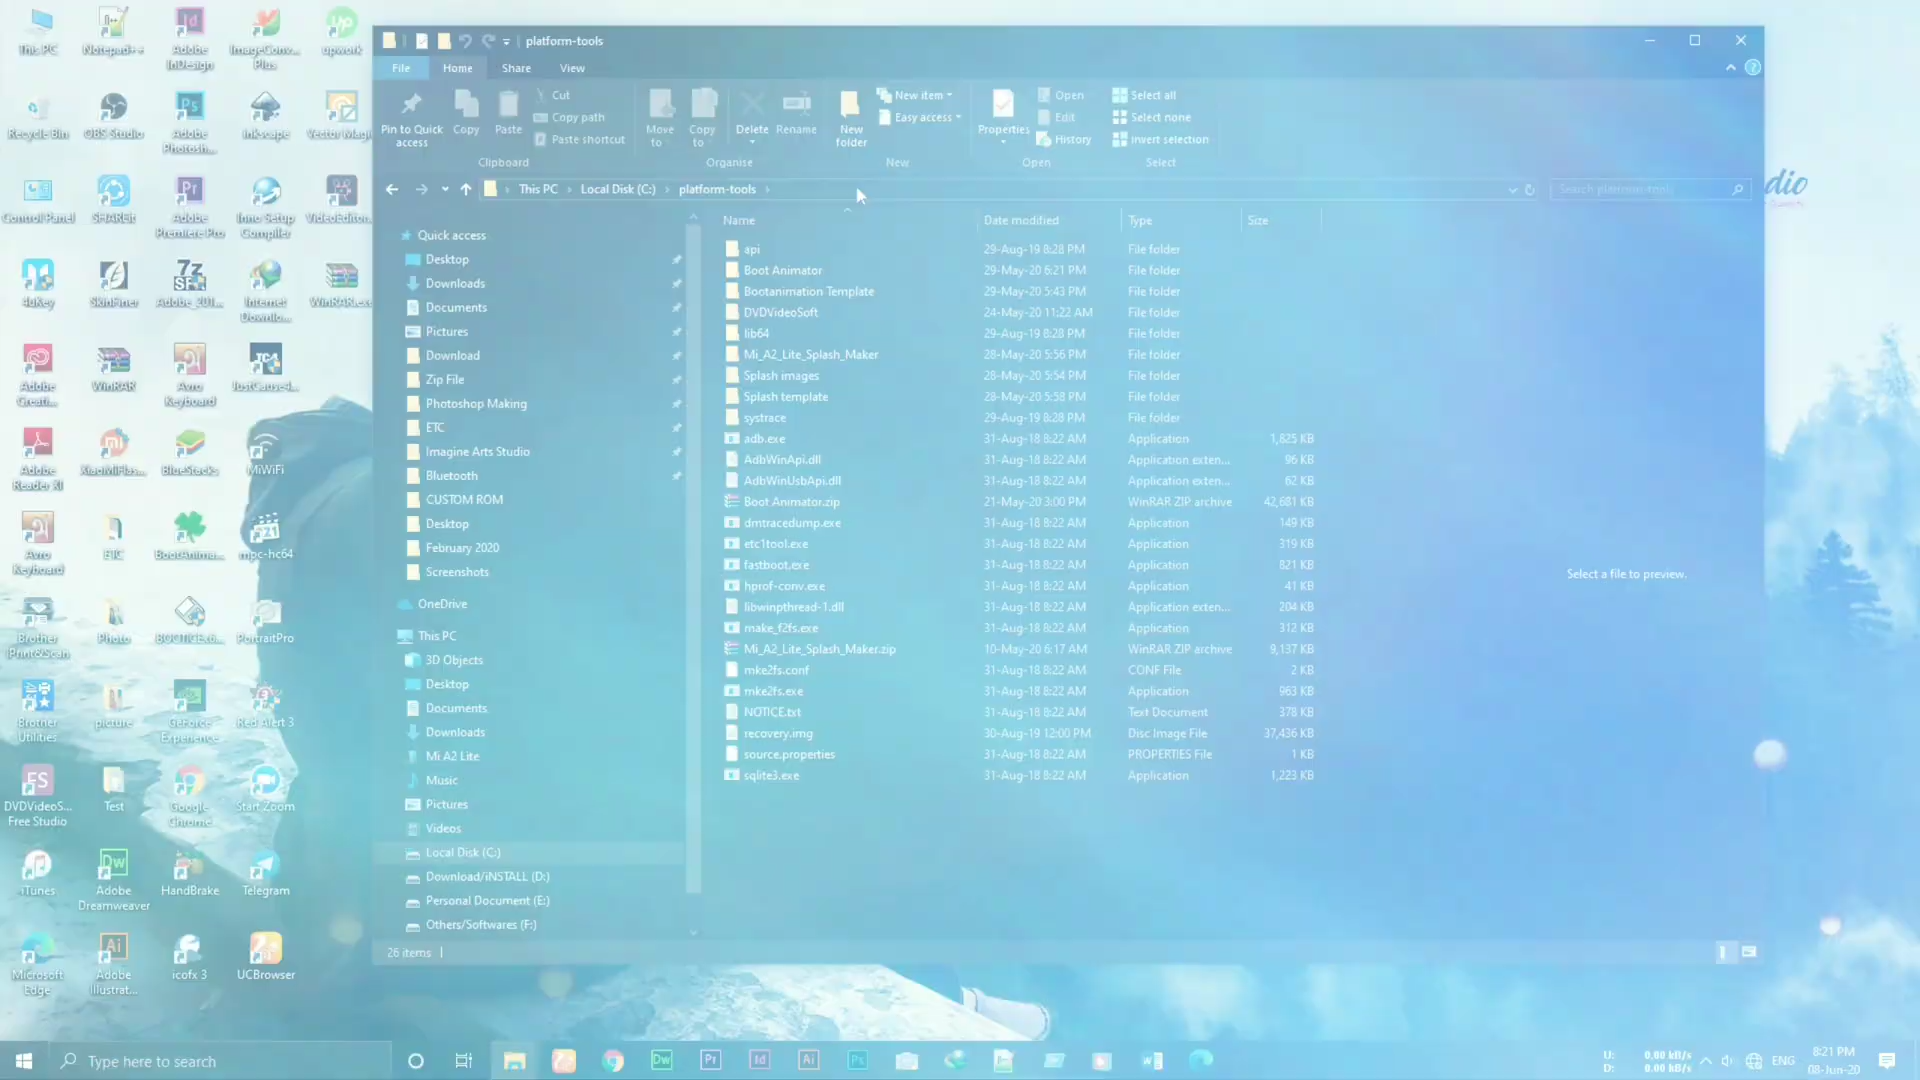 This PC
Notepad++
Adobe InDesign
ImageConv... Plus
upwork
Recycle Bin
OBS Studio
Adobe Photosh...
Inkscape
Vector Magi
Control Panel
SHAREit
Adobe Premiere Pro
Inno Setup Compiler
VideoEdition.
4uKey
SkinFiner
Adobe_201...
Internet Downlo...
WinRAR.exe
Adobe Creati...
WinRAR
Avro Keyboard
JustCause4...
Adobe Reader XI
XiaoMiFlas...
BlueStacks
MiWiFi
Avro Keyboard
ETC
BootAnima...
mpc-hc64
Brother iPrint&Scan
Photo
BOOTICEx6...
PortraitPro
Brother Utilities
picture
GeForce Experience
Red Alert 3
DVDVideoS... Free Studio
Test
Google Chrome
Start Zoom
iTunes
Adobe Dreamweaver
HandBrake
Telegram
Microsoft Edge
Adobe Illustrat...
icofx 3
UCBrowser
platform-tools
File Home Share View
Pin to Quick access
Copy
Paste
Cut
Copy path
Paste shortcut
Clipboard
Move to
Copy to
Delete
Rename
Organise
New folder
New item
Easy access
New
Properties
Open
Edit
History
Open
Select all
Select none
Invert selection
Select
This PC > Local Disk (C:) > platform-tools >
Search platform-tools
dio
Quick access
Desktop
Downloads
Documents
Pictures
Download
Zip File
Photoshop Making
ETC
Imagine Arts Studio
Bluetooth
CUSTOM ROM
Desktop
February 2020
Screenshots
OneDrive
This PC
3D Objects
Desktop
Documents
Downloads
Mi A2 Lite
Music
Pictures
Videos
Local Disk (C:)
Download/iNSTALL (D:)
Personal Document (E:)
Others/Softwares (F:)
Name Date modified Type Size
api 29-Aug-19 8:28 PM File folder
Boot Animator 29-May-20 6:21 PM File folder
Bootanimation Template 29-May-20 5:43 PM File folder
DVDVideoSoft 24-May-20 11:22 AM File folder
lib64 29-Aug-19 8:28 PM File folder
Mi_A2_Lite_Splash_Maker 28-May-20 5:56 PM File folder
Splash images 28-May-20 5:54 PM File folder
Splash template 28-May-20 5:58 PM File folder
systrace 29-Aug-19 8:28 PM File folder
adb.exe 31-Aug-18 8:22 AM Application 1,825 KB
AdbWinApi.dll 31-Aug-18 8:22 AM Application exten... 96 KB
AdbWinUsbApi.dll 31-Aug-18 8:22 AM Application exten... 62 KB
Boot Animator.zip 21-May-20 3:00 PM WinRAR ZIP archive 42,681 KB
dmtracedump.exe 31-Aug-18 8:22 AM Application 149 KB
etc1tool.exe 31-Aug-18 8:22 AM Application 319 KB
fastboot.exe 31-Aug-18 8:22 AM Application 821 KB
hprof-conv.exe 31-Aug-18 8:22 AM Application 41 KB
libwinpthread-1.dll 31-Aug-18 8:22 AM Application exten... 204 KB
make_f2fs.exe 31-Aug-18 8:22 AM Application 312 KB
Mi_A2_Lite_Splash_Maker.zip 10-May-20 6:17 AM WinRAR ZIP archive 9,137 KB
mke2fs.conf 31-Aug-18 8:22 AM CONF File 2 KB
mke2fs.exe 31-Aug-18 8:22 AM Application 963 KB
NOTICE.txt 31-Aug-18 8:22 AM Text Document 378 KB
recovery.img 30-Aug-19 12:00 PM Disc Image File 37,436 KB
source.properties 31-Aug-18 8:22 AM PROPERTIES File 1 KB
sqlite3.exe 31-Aug-18 8:22 AM Application 1,223 KB
Select a file to preview.
26 items
Type here to search
U: 0.00 kB/s
D: 0.00 kB/s
ENG
8:21 PM
08-Jun-20